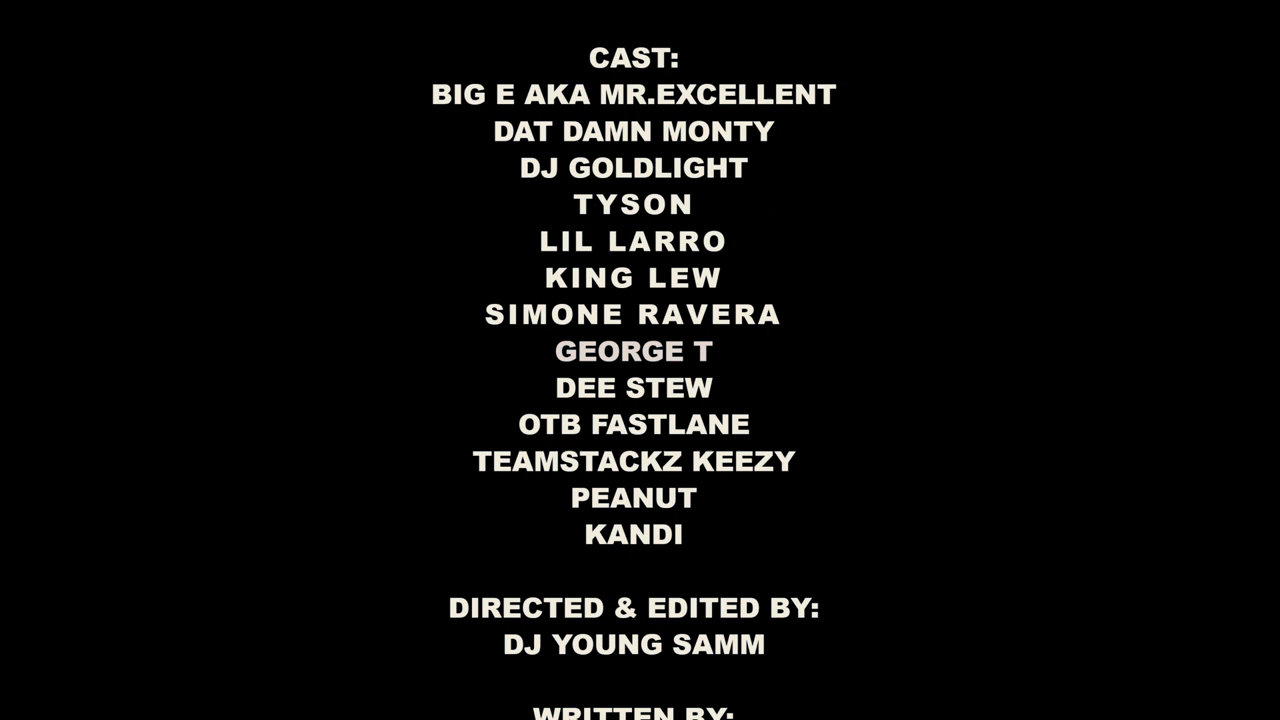 CAST:
BIG E AKA MR.EXCELLENT
DAT DAMN MONTY
DJ GOLDLIGHT
TYSON
LIL LARRO
KING LEW
SIMONE RAVERA
GEORGE T
DEE STEW
OTB FASTLANE
TEAMSTACKZ KEEZY
PEANUT
KANDI
DIRECTED & EDITED BY:
DJ YOUNG SAMM
WRITTEN BY: